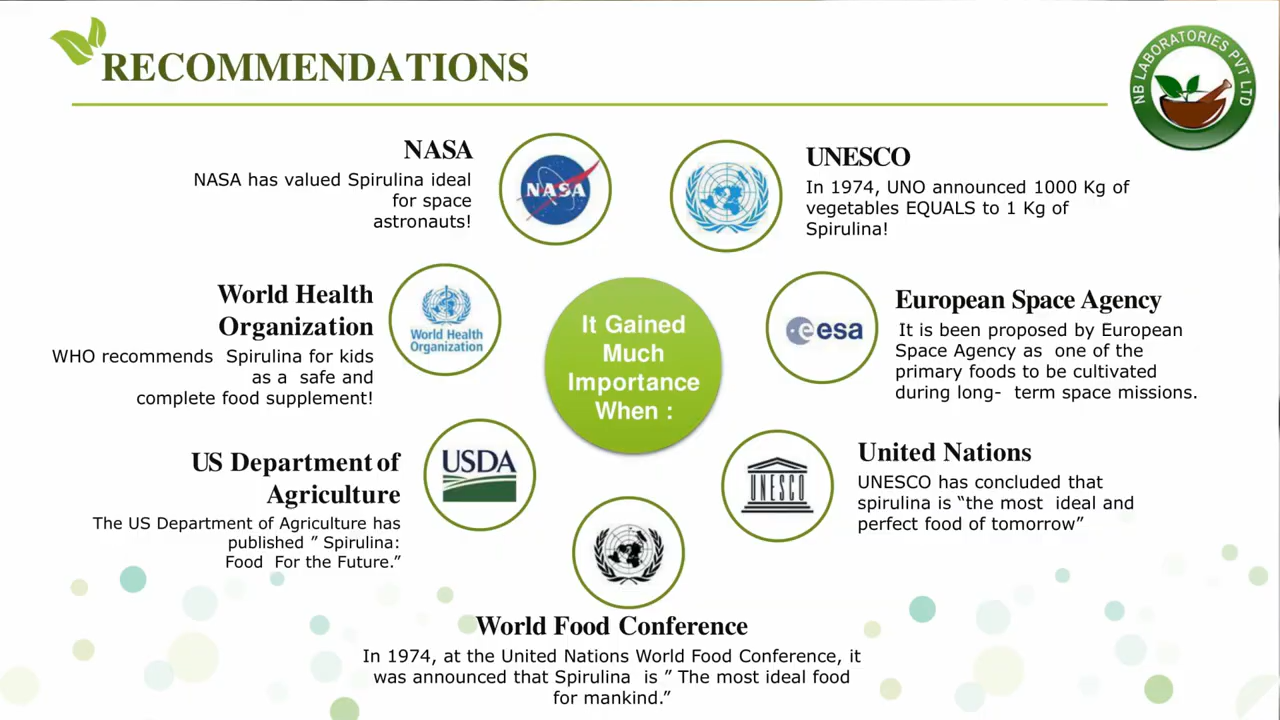 RECOMMENDATIONS
NB LABORATORIES PVT LTD
NASA
NASA has valued Spirulina ideal
for space
astronauts!
NASA
UNESCO
In 1974, UNO announced 1000 Kg of
vegetables EQUALS to 1 Kg of
Spirulina!
World Health
Organization
WHO recommends Spirulina for kids
as a safe and
complete food supplement!
World Health
Organization
It Gained
Much
Importance
When :
esa
European Space Agency
It is been proposed by European
Space Agency as one of the
primary foods to be cultivated
during long- term space missions.
US Department of
Agriculture
The US Department of Agriculture has
published ” Spirulina:
Food For the Future.”
USDA
UNESCO
United Nations
UNESCO has concluded that
spirulina is “the most ideal and
perfect food of tomorrow”
World Food Conference
In 1974, at the United Nations World Food Conference, it
was announced that Spirulina is ” The most ideal food
for mankind.”